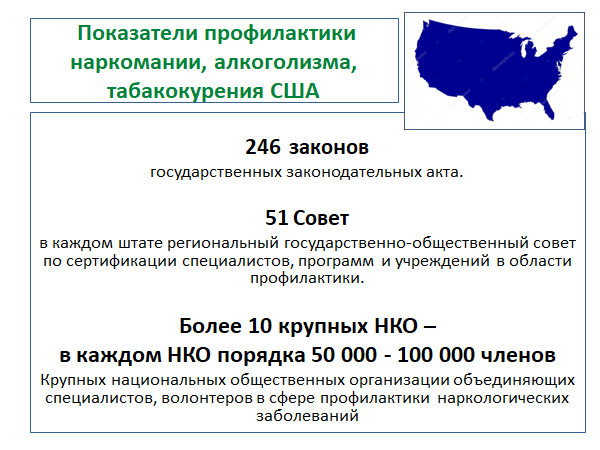 Показатели профилактики
наркомании, алкоголизма,
табакокурения США
246 законов
государственных законодательных акта.
51 Совет
в каждом штате региональный государственно-общественный совет
по сертификации специалистов, программ и учреждений в области
профилактики.
Более 10 крупных НКО –
в каждом НКО порядка 50 000 - 100 000 членов
Крупных национальных общественных организации объединяющих
специалистов, волонтеров в сфере профилактики наркологических
заболеваний